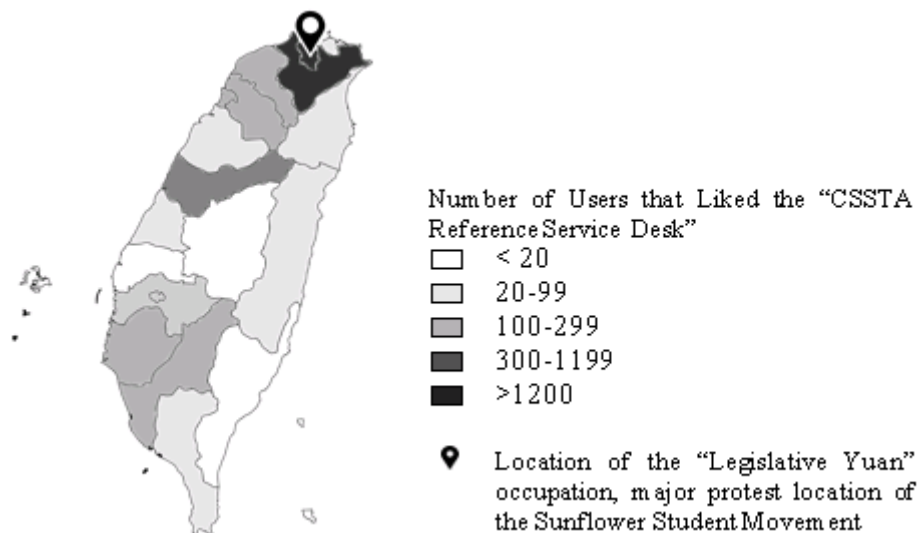 Number of Users that Liked the “CSSTA
Reference Service Desk”
< 20
20-99
100-299
300-1199
>1200
Location of the “Legislative Yuan”
occupation, major protest location of
the Sunflower Student Movement